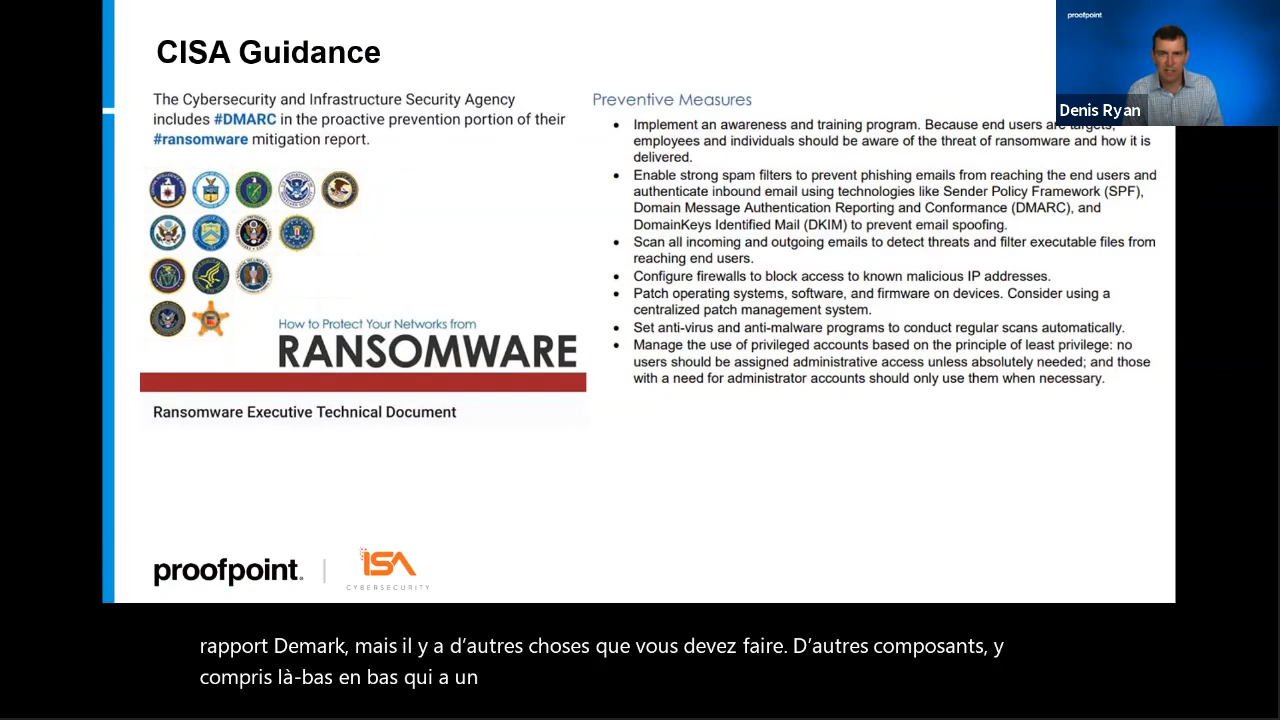 CISA Guidance
The Cybersecurity and Infrastructure Security Agency
includes #DMARC in the proactive prevention portion of their
#ransomware mitigation report.
How to Protect Your Networks from
RANSOMWARE
Ransomware Executive Technical Document
Preventive Measures
Implement an awareness and training program. Because end users are targets,
employees and individuals should be aware of the threat of ransomware and how it is
delivered.
Enable strong spam filters to prevent phishing emails from reaching the end users and
authenticate inbound email using technologies like Sender Policy Framework (SPF),
Domain Message Authentication Reporting and Conformance (DMARC), and
DomainKeys Identified Mail (DKIM) to prevent email spoofing.
Scan all incoming and outgoing emails to detect threats and filter executable files from
reaching end users.
Configure firewalls to block access to known malicious IP addresses.
Patch operating systems, software, and firmware on devices. Consider using a
centralized patch management system.
Set anti-virus and anti-malware programs to conduct regular scans automatically.
Manage the use of privileged accounts based on the principle of least privilege: no
users should be assigned administrative access unless absolutely needed; and those
with a need for administrator accounts should only use them when necessary.
proofpoint
Denis Ryan
proofpoint.
ISA
CYBERSECURITY
rapport Demark, mais il y a d'autres choses que vous devez faire. D'autres composants, y
compris là-bas en bas qui a un